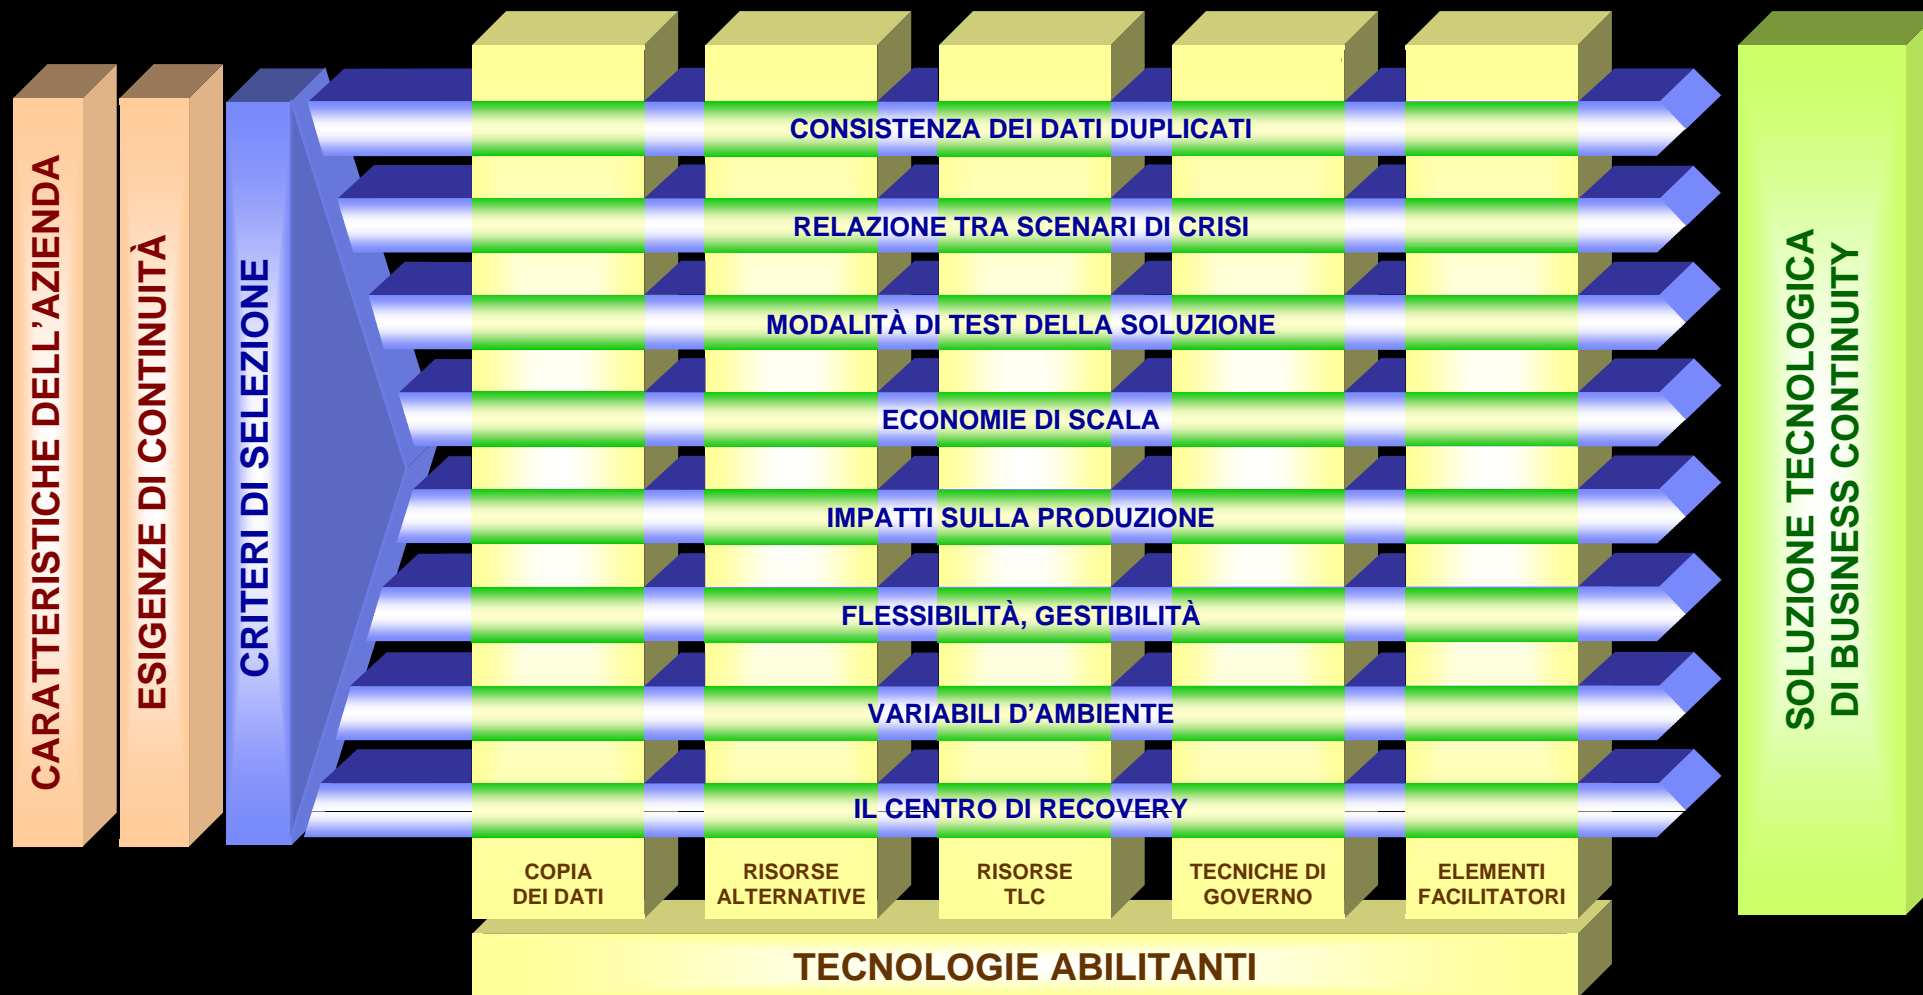 CARATTERISTICHE DELL’AZIENDA
ESIGENZE DI CONTINUITÀ
CRITERI DI SELEZIONE
CONSISTENZA DEI DATI DUPLICATI
RELAZIONE TRA SCENARI DI CRISI
MODALITÀ DI TEST DELLA SOLUZIONE
ECONOMIE DI SCALA
IMPATTI SULLA PRODUZIONE
FLESSIBILITÀ, GESTIBILITÀ
VARIABILI D’AMBIENTE
IL CENTRO DI RECOVERY
COPIA
DEI DATI
RISORSE
ALTERNATIVE
RISORSE
TLC
TECNICHE DI
GOVERNO
ELEMENTI
FACILITATORI
TECNOLOGIE ABILITANTI
SOLUZIONE TECNOLOGICA
DI BUSINESS CONTINUITY